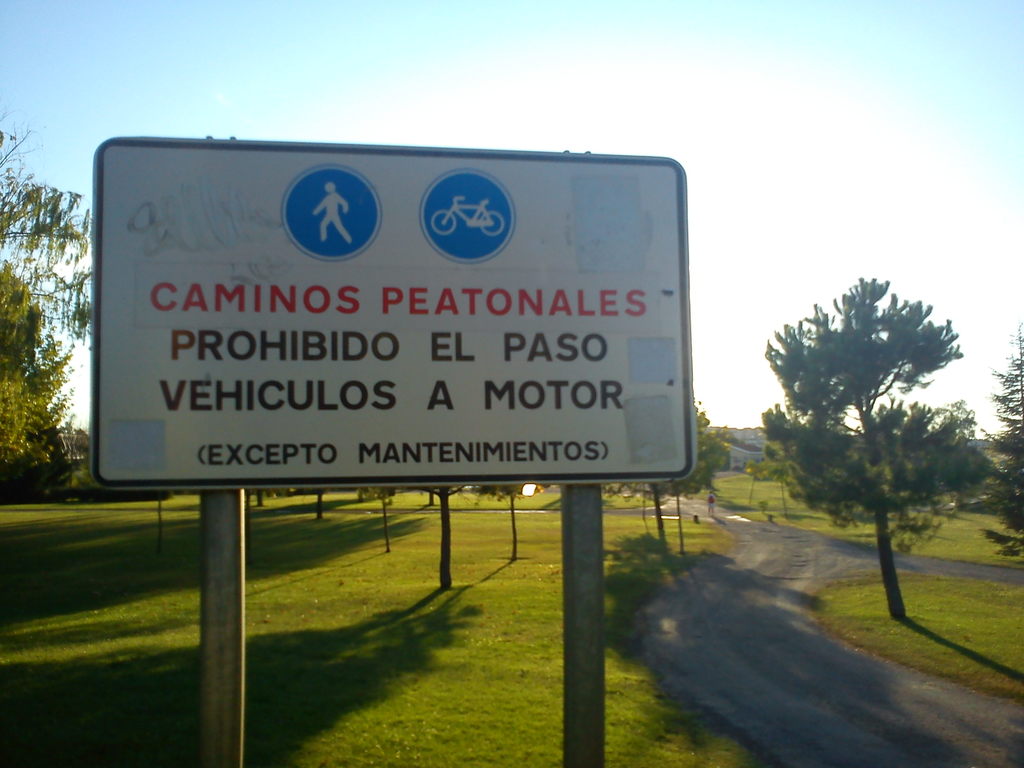 CAMINOS PEATONALES
PROHIBIDO EL PASO
VEHICULOS A MOTOR
(EXCEPTO MANTENIMIENTOS)